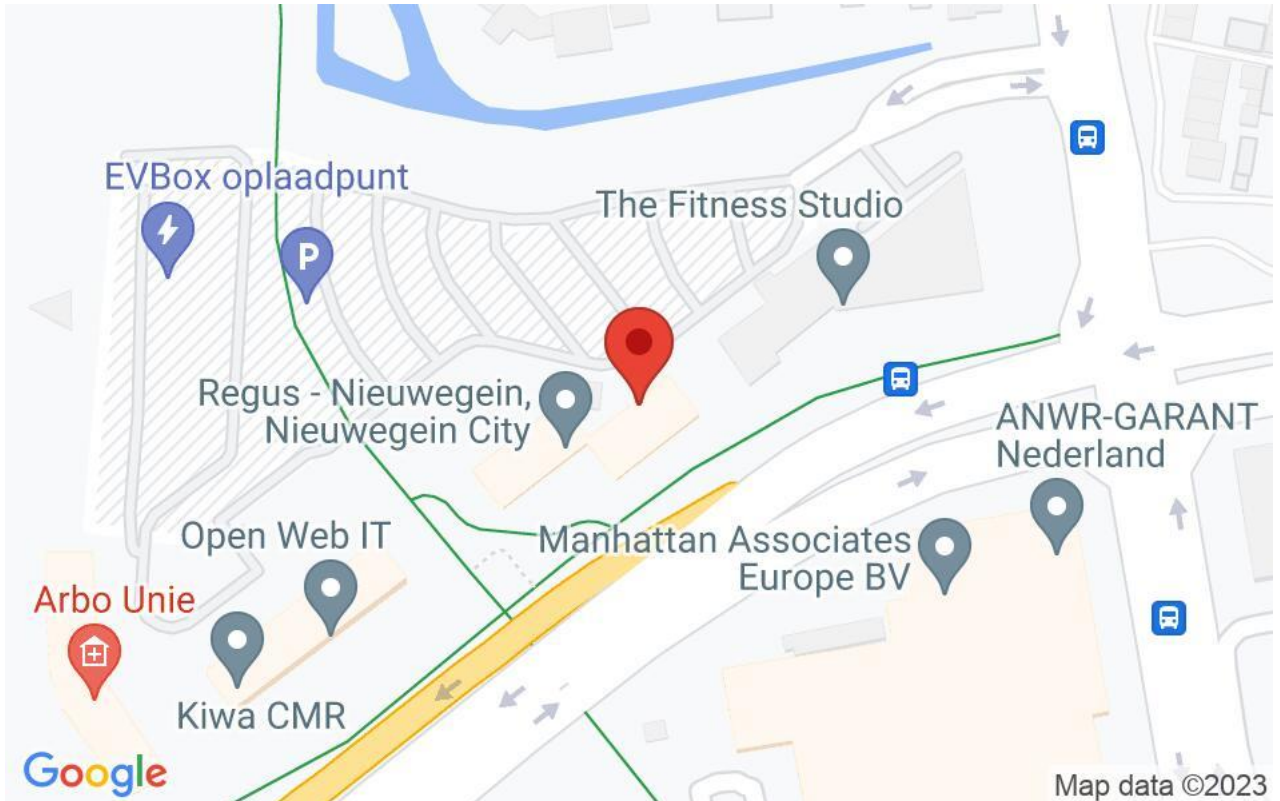 EVBox oplaadpunt
P
The Fitness Studio
Regus - Nieuwegein,
Nieuwegein City
ANWR-GARANT
Nederland
Open Web IT
Manhattan Associates
Europe BV
Arbo Unie
Kiwa CMR
Google
Map data ©2023